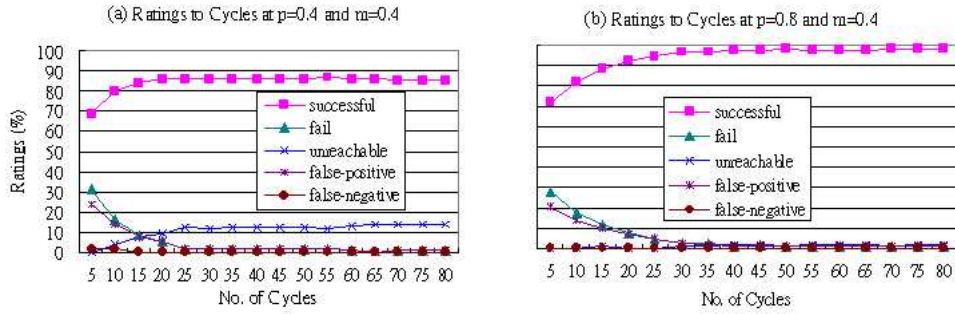 (a) Ratings to Cycles at p=0.4 and m=0.4
100
90
80
70
60
50
40
30
20
10
0
Ratings (%)
successful
fail
unreachable
false-positive
false-negative
5 10 15 20 25 30 35 40 45 50 55 60 65 70 75 80
No. of Cycles
(b) Ratings to Cycles at p=0.8 and m=0.4
successful
fail
unreachable
false-positive
false-negative
5 10 15 20 25 30 35 40 45 50 55 60 65 70 75 80
No. of Cycles